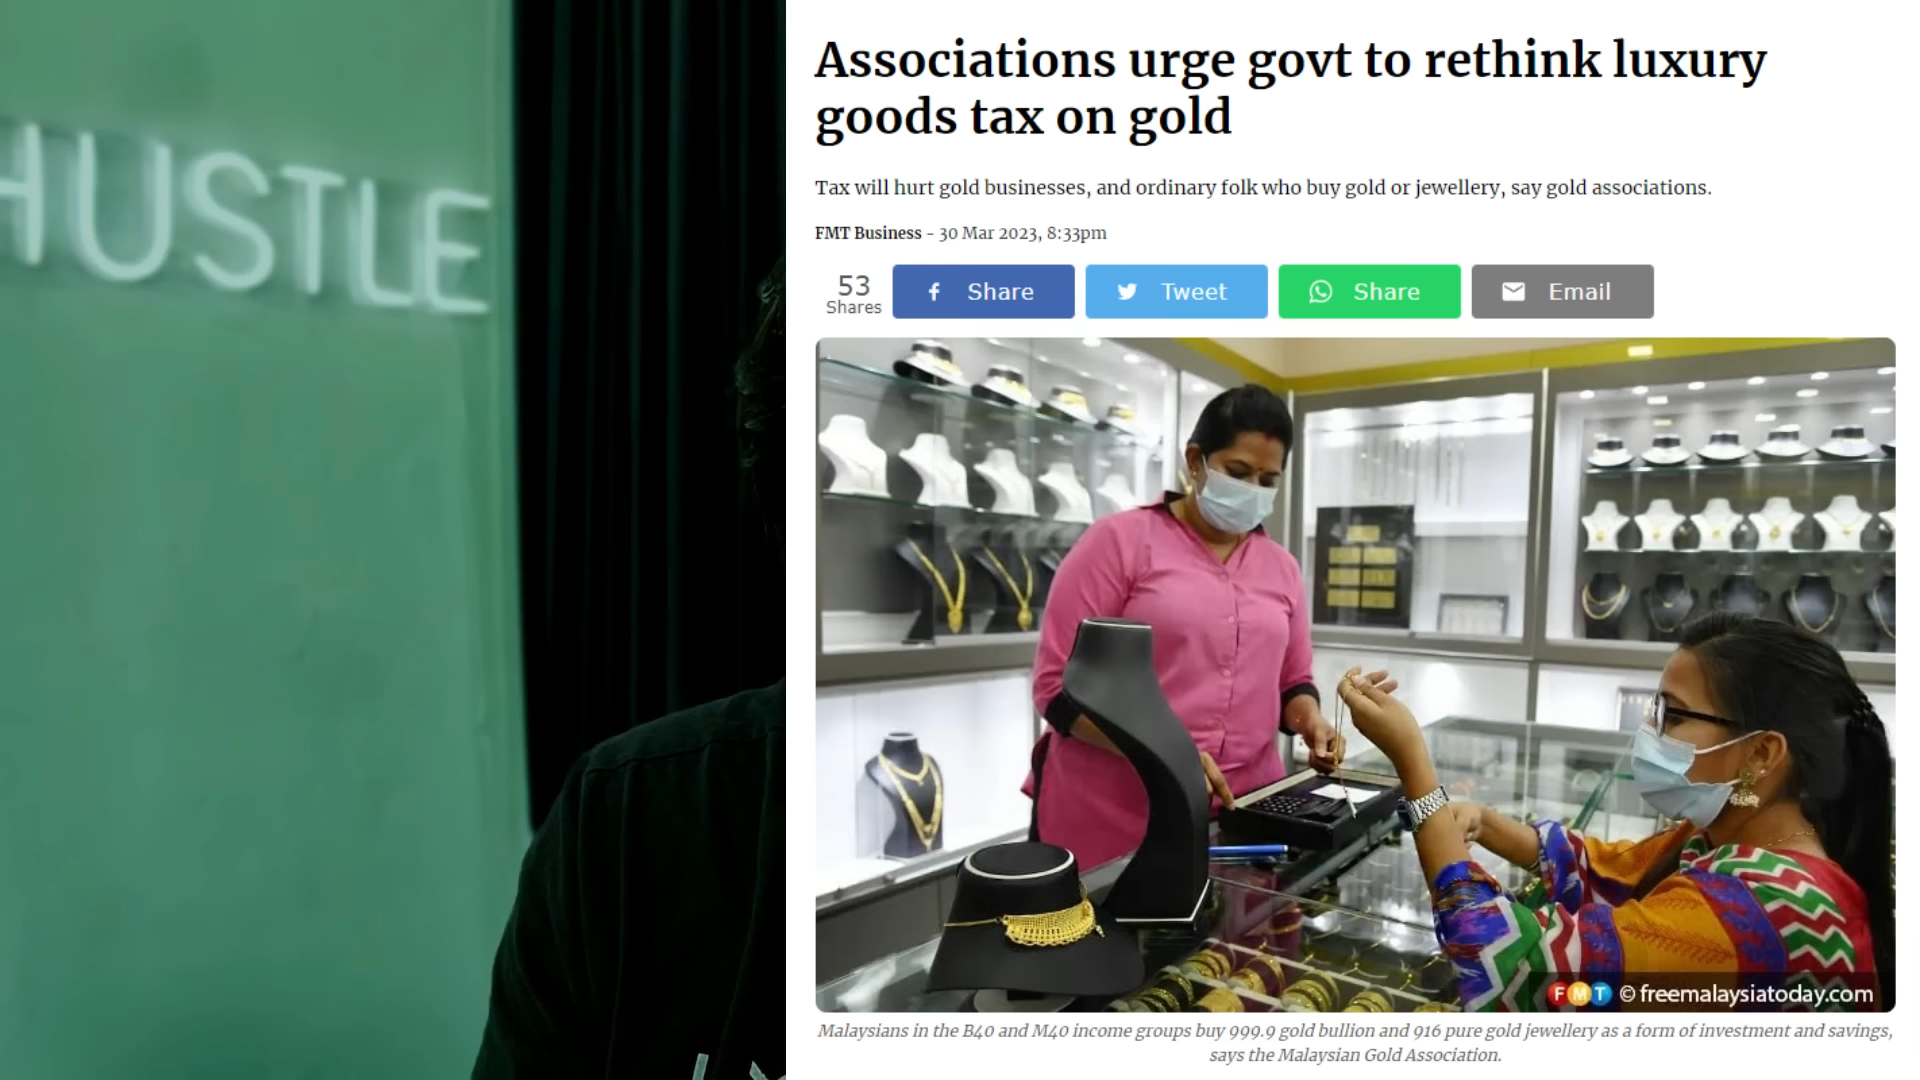 HUSTLE
Associations urge govt to rethink luxury
goods tax on gold
Tax will hurt gold businesses, and ordinary folk who buy gold or jewellery, say gold associations.
FMT Business - 30 Mar 2023, 8:33pm
53
Shares
Share
Tweet
Share
Email
FMT © freemalaysiatoday.com
Malaysians in the B40 and M40 income groups buy 999.9 gold bullion and 916 pure gold jewellery as a form of investment and savings,
says the Malaysian Gold Association.